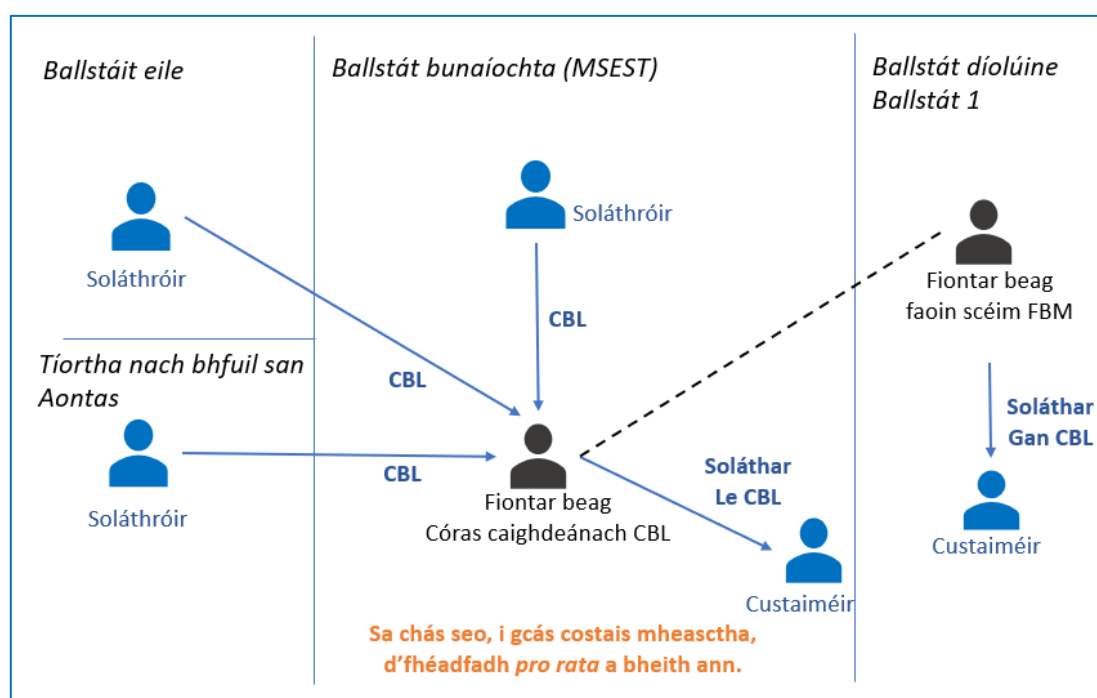 Ballstáit eile
Soláthróir
Tíortha nach bhfuil san
Aontas
Soláthróir
Ballstát bunaíochta (MSEST)
Soláthróir
CBL
CBL
CBL
Fiontar beag
Córas caighdeánach CBL
Soláthar
Le CBL
Custaiméir
Sa chás seo, i gcás costais mheasctha,
d'fhéadfadh pro rata a bheith ann.
Ballstát díolúine
Ballstát 1
Fiontar beag
faoin scéim FBM
Soláthar
Gan CBL
Custaiméir